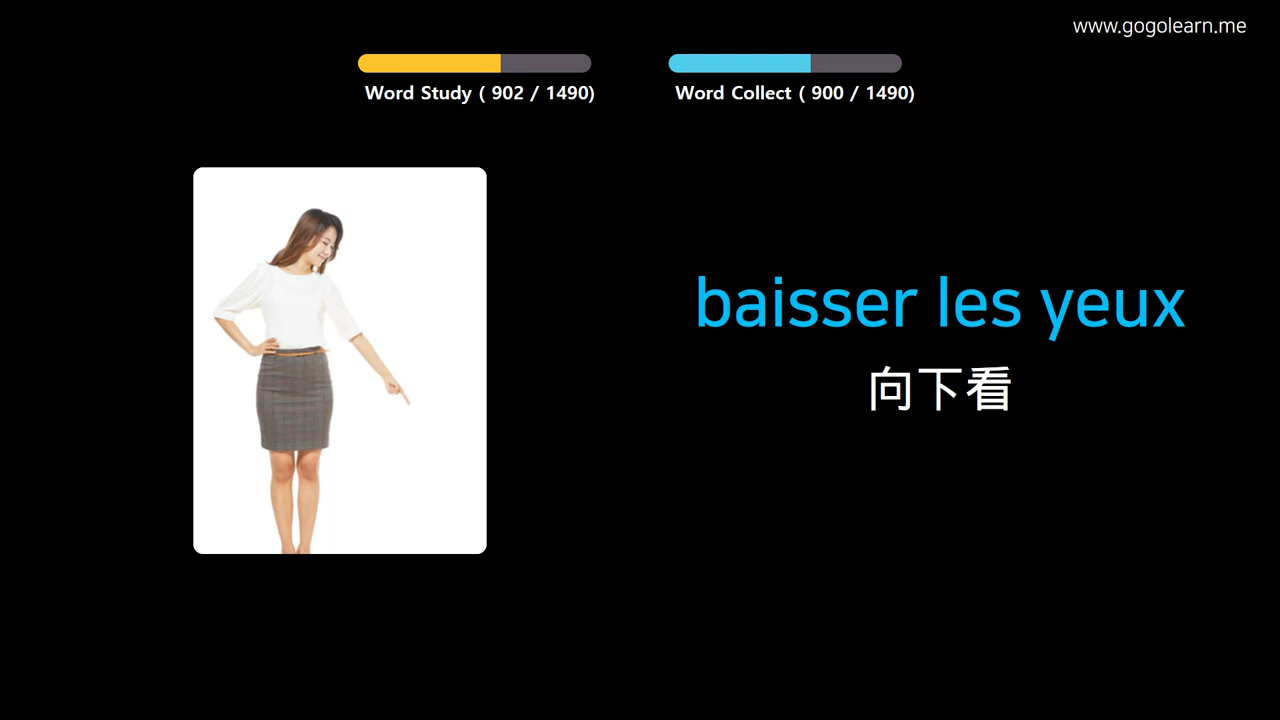 www.gogolearn.me
Word Study ( 902 / 1490)
Word Collect ( 900 / 1490)
baisser les yeux
向下看